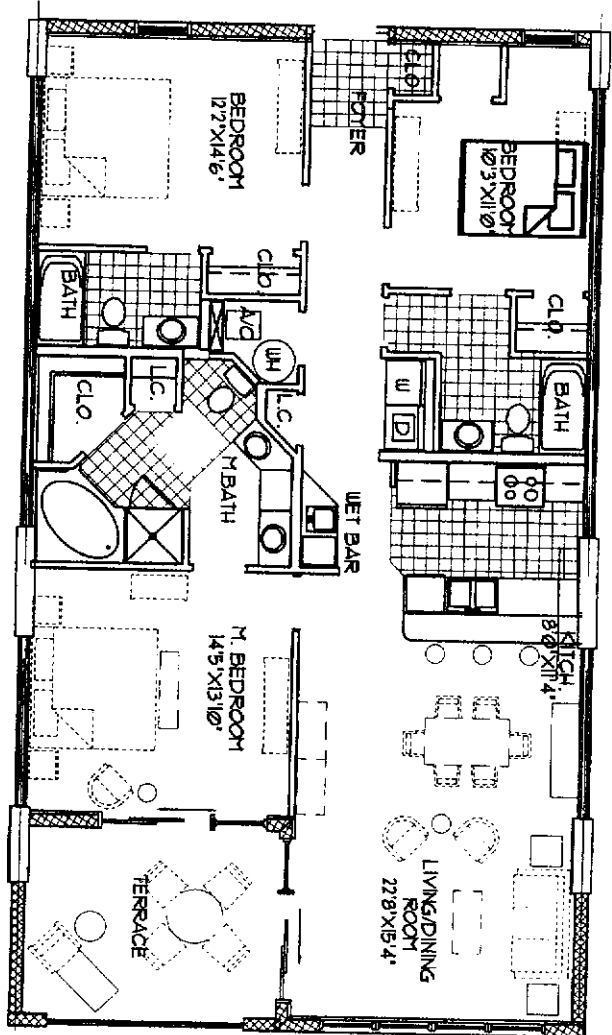 BEDROOM
12'2"X14'6"
FOYER
CLO.
BEDROOM
10'3"X11'0"
CLO.
BATH
A/C
WH
CLO.
BATH
W
D
L.C.
L.C.
CLO.
M.BATH
WET BAR
KITCH.
8'0"X11'4"
M. BEDROOM
14'5"X13'10"
LIVING/DINING
ROOM
22'8"X15'4"
TERRACE